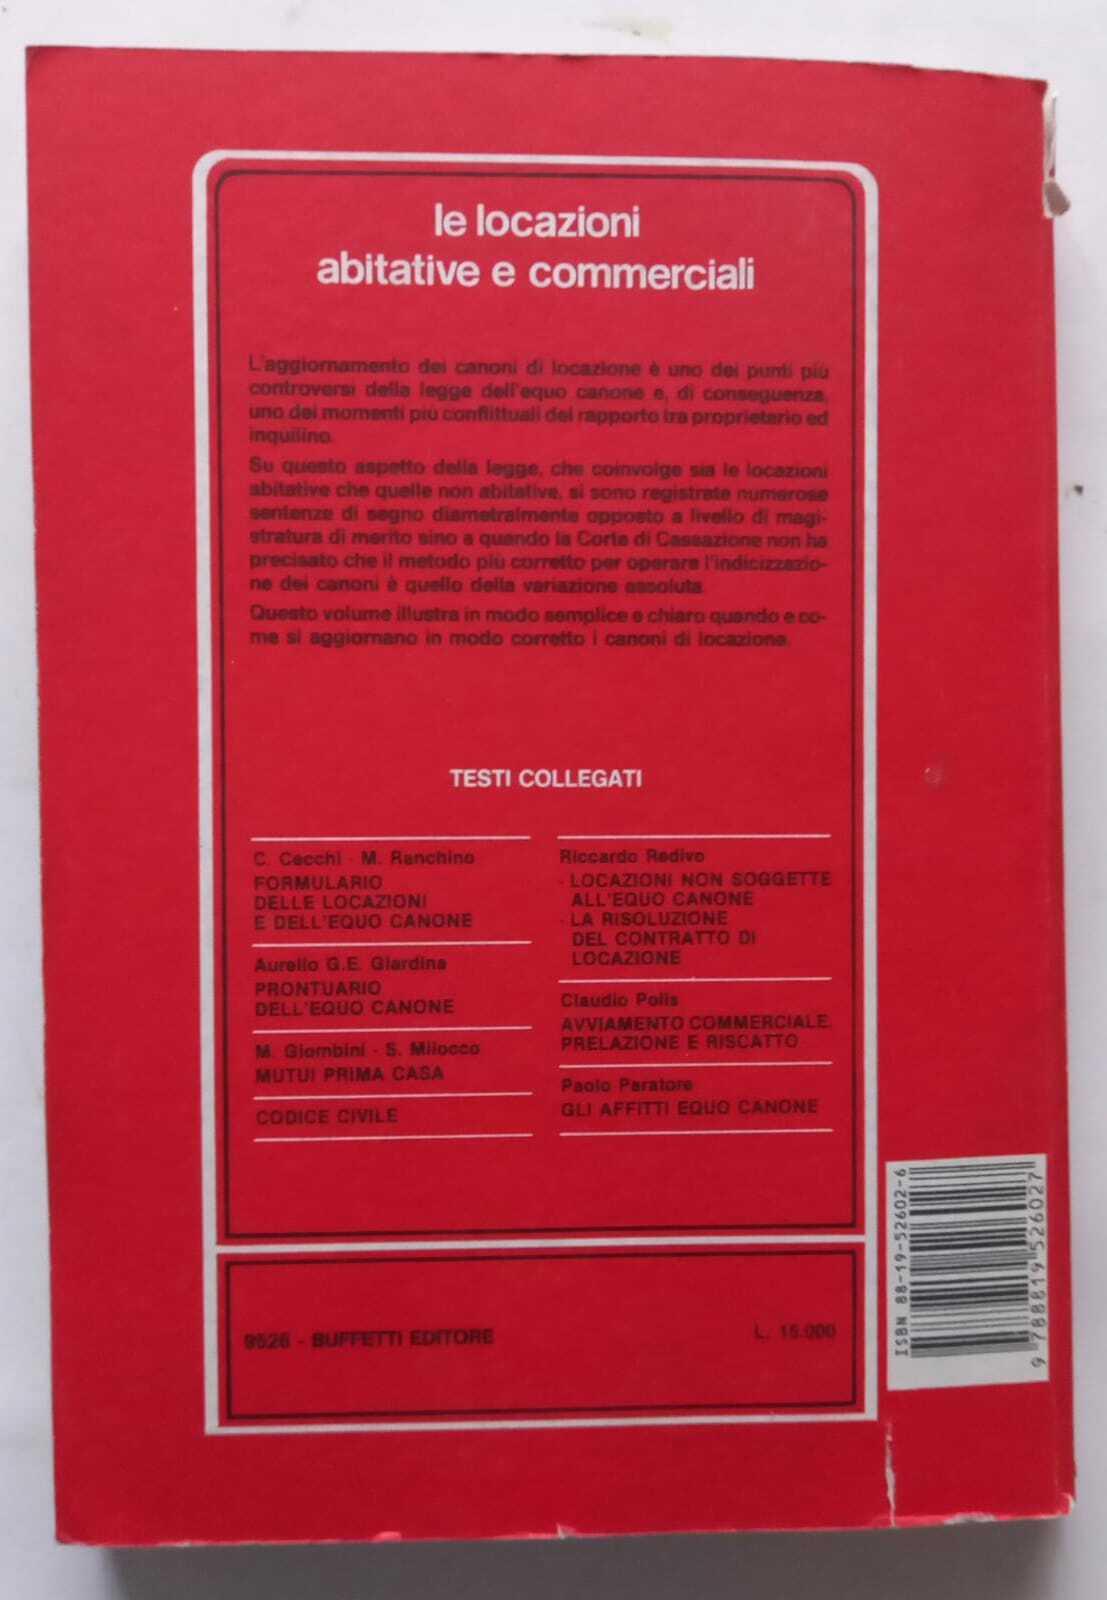 le locazioni
abitative e commerciali
L'aggiornamento dei canoni di locazione è uno dei punti più
controversi della legge dell'equo canone e, di conseguenza,
uno dei momenti più conflittuali del rapporto tra proprietario ed
inquilino.
Su questo aspetto della legge, che coinvolge sia le locazioni
abitative che quelle non abitative, si sono registrate numerose
sentenze di segno diametralmente opposto a livello di magi-
stratura di merito sino a quando la Corte di Cassazione non ha
precisato che il metodo più corretto per operare l'indicizzazio-
ne dei canoni è quello della variazione assoluta.
Questo volume illustra in modo semplice e chiaro quando e co-
me si aggiornano in modo corretto i canoni di locazione.
TESTI COLLEGATI
C. Cecchi - M. Ranchino
FORMULARIO
DELLE LOCAZIONI
E DELL'EQUO CANONE
Aurelio G.E. Giardina
PRONTUARIO
DELL'EQUO CANONE
M. Giombini - S. Milocco
MUTUI PRIMA CASA
CODICE CIVILE
Riccardo Redivo
- LOCAZIONI NON SOGGETTE
ALL'EQUO CANONE
- LA RISOLUZIONE
DEL CONTRATTO DI
LOCAZIONE
Claudio Polis
AVVIAMENTO COMMERCIALE,
PRELAZIONE E RISCATTO
Paolo Paratore
GLI AFFITTI EQUO CANONE
9526 - BUFFETTI EDITORE
L. 15.000
ISBN 88-19-52602-6
9 788819 526027